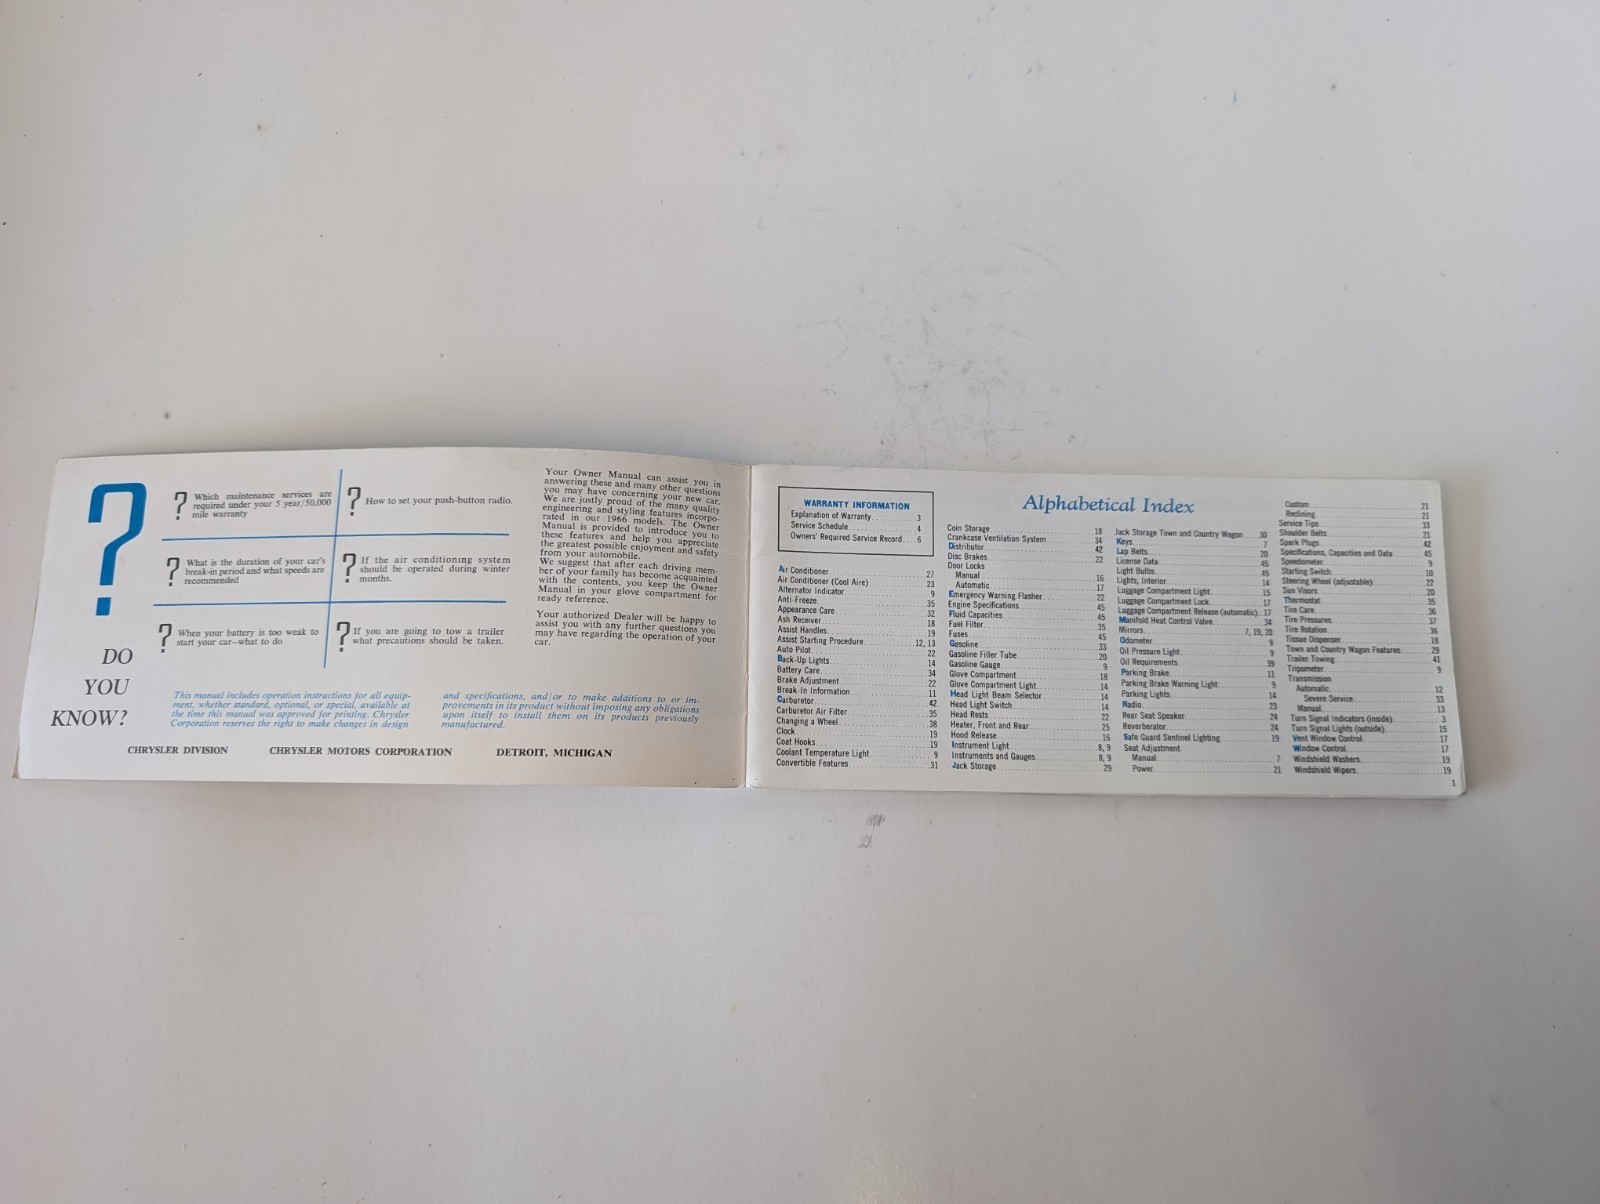 ?
DO
YOU
KNOW?
? Which maintenance services are
required under your 5 year/50,000
mile warranty
? How to set your push-button radio.
? What is the duration of your car's
break-in period and what speeds are
recommended
? If the air conditioning system
should be operated during winter
months.
? When your battery is too weak to
start your car—what to do
? If you are going to tow a trailer
what precautions should be taken.
Your Owner Manual can assist you in
answering these and many other questions
you may have concerning your new car.
We are justly proud of the many quality
engineering and styling features incorpo-
rated in our 1966 models. The Owner
Manual is provided to introduce you to
these features and help you appreciate
the greatest possible enjoyment and safety
from your automobile.
We suggest that after each driving mem-
ber of your family has become acquainted
with the contents, you keep the Owner
Manual in your glove compartment for
ready reference.
Your authorized Dealer will be happy to
assist you with any further questions you
may have regarding the operation of your
car.
This manual includes operation instructions for all equip-
ment, whether standard, optional, or special, available at
the time this manual was approved for printing. Chrysler
Corporation reserves the right to make changes in design
and specifications, and/or to make additions to or im-
provements in its product without imposing any obligations
upon itself to install them on its products previously
manufactured.
CHRYSLER DIVISION CHRYSLER MOTORS CORPORATION DETROIT, MICHIGAN
Alphabetical Index
WARRANTY INFORMATION
Explanation of Warranty 3
Service Schedule 4
Owners' Required Service Record 6
Air Conditioner 27
Air Conditioner (Cool Aire) 23
Alternator Indicator 9
Anti-Freeze 35
Appearance Care 32
Ash Receiver 18
Assist Handles 19
Assist Starting Procedure 12, 13
Auto Pilot 22
Back-Up Lights 14
Battery Care 34
Brake Adjustment 22
Break-In Information 11
Carburetor 42
Carburetor Air Filter 35
Changing a Wheel 38
Clock 19
Coat Hooks 19
Coolant Temperature Light 9
Convertible Features 31
Coin Storage 18
Crankcase Ventilation System 34
Distributor 42
Disc Brakes 22
Door Locks
Manual 16
Automatic 17
Emergency Warning Flasher 22
Engine Specifications 45
Fluid Capacities 45
Fuel Filter 35
Fuses 45
Gasoline 33
Gasoline Filler Tube 20
Gasoline Gauge 9
Glove Compartment 18
Glove Compartment Light 14
Head Light Beam Selector 14
Head Light Switch 14
Head Rests 22
Heater, Front and Rear 25
Hood Release 16
Instrument Light 8, 9
Instruments and Gauges 8, 9
Jack Storage 29
Jack Storage Town and Country Wagon 30
Keys 7
Lap Belts 20
License Data 45
Light Bulbs 45
Lights, Interior 14
Luggage Compartment Light 15
Luggage Compartment Lock 17
Luggage Compartment Release (automatic) 17
Manifold Heat Control Valve 34
Mirrors 7, 19, 20
Odometer 9
Oil Pressure Light 9
Oil Requirements 39
Parking Brake 11
Parking Brake Warning Light 9
Parking Lights 14
Radio 23
Rear Seat Speaker 24
Reverberator 24
Safe Guard Sentinel Lighting 19
Seat Adjustment
Manual 7
Power 21
Custom 21
Reclining 21
Service Tips 33
Shoulder Belts 21
Spark Plugs 42
Specifications, Capacities and Data 45
Speedometer 9
Starting Switch 10
Steering Wheel (adjustable) 22
Sun Visors 20
Thermostat 35
Tire Care 36
Tire Pressures 37
Tire Rotation 36
Tissue Dispenser 18
Town and Country Wagon Features 29
Trailer Towing 41
Tripometer 9
Transmission
Automatic 12
Severe Service 33
Manual 13
Turn Signal Indicators (inside) 3
Turn Signal Lights (outside) 15
Vent Window Control 17
Window Control 17
Windshield Washers 19
Windshield Wipers 19
1